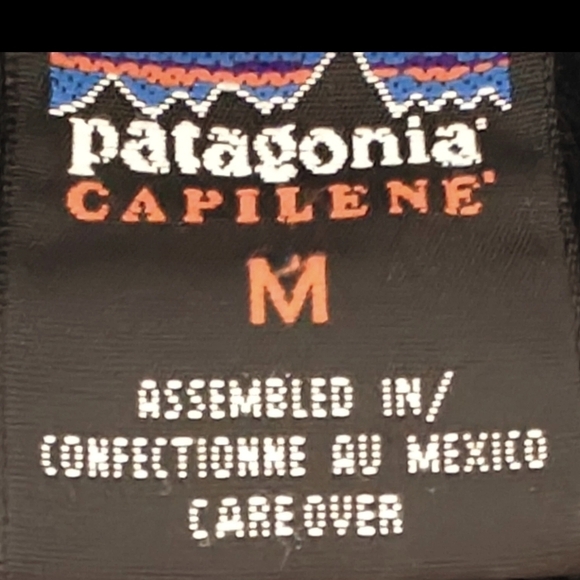 patagonia®
CAPILENE®
M
ASSEMBLED IN/
CONFECTIONNE AU MEXICO
CARE OVER